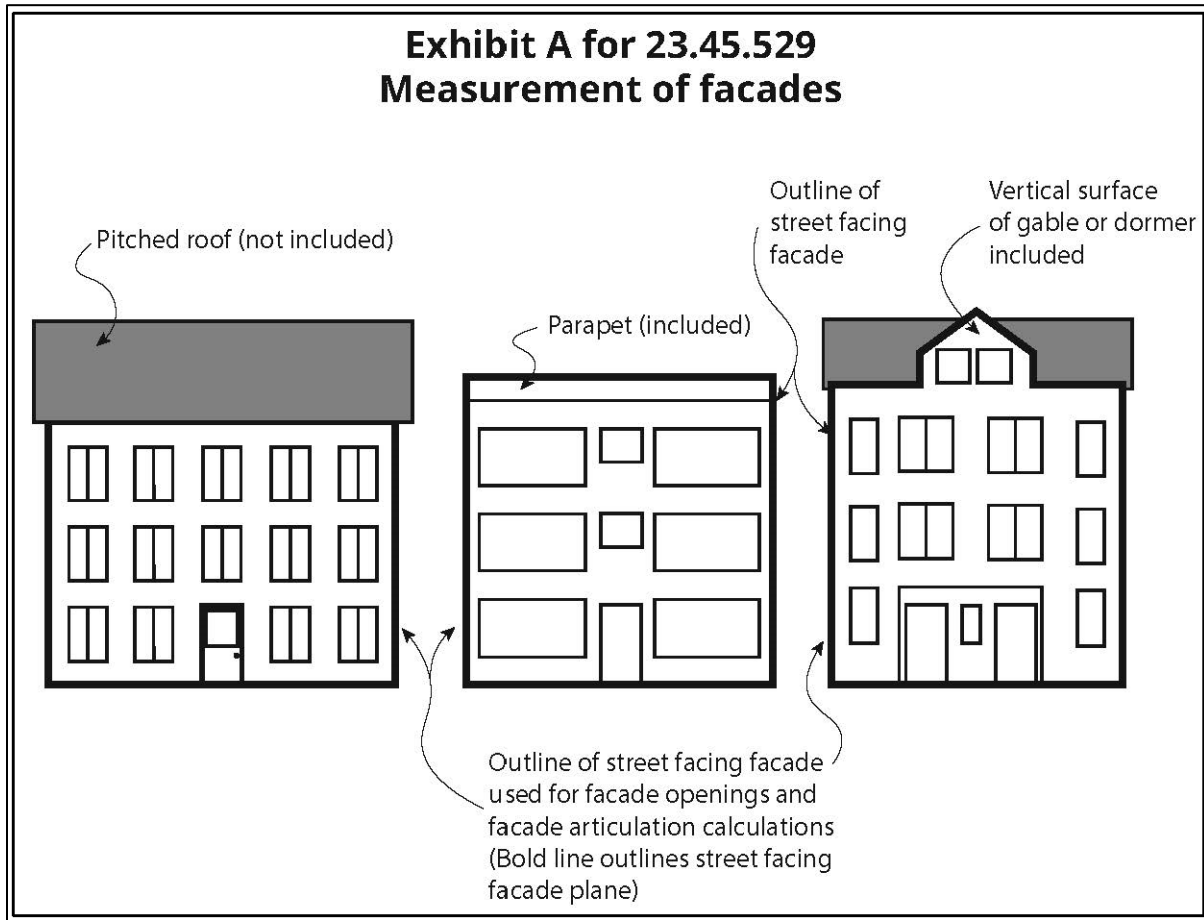 Exhibit A for 23.45.529
Measurement of facades
Outline of
street facing
facade
Vertical surface
of gable or dormer
included
Pitched roof (not included)
Parapet (included)
Outline of street facing facade
used for facade openings and
facade articulation calculations
(Bold line outlines street facing
facade plane)